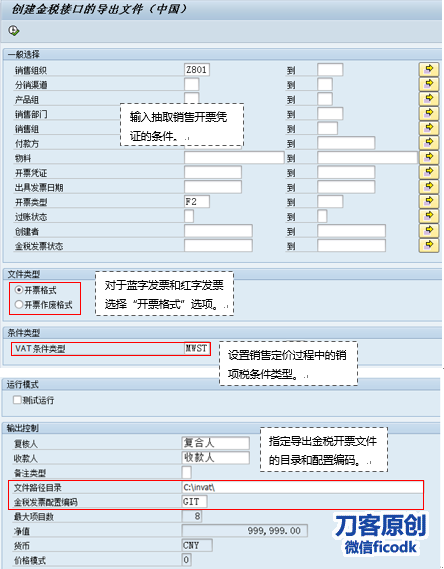 创建金税接口的导出文件（中国）
一般选择
销售组织 Z801 到
分销渠道 到
产品组 到
销售部门 到
销售组 到
付款方 到
物料 到
开票凭证 到
出具发票日期 到
开票类型 F2 到
过账状态 到
创建者 到
金税发票状态 到
输入抽取销售开票凭
证的条件。
文件类型
开票格式
开票作废格式
对于蓝字发票和红字发票
选择“开票格式”选项。
条件类型
VAT 条件类型 MWST
设置销售定价过程中的销
项税条件类型。
运行模式
测试运行
输出控制
复核人 复合人
收款人 收款人
备注类型
文件路径目录 C:\invat\
金税发票配置编码 GIT
最大项目数 8
净值 999,999.00
货币 CNY
价格模式 0
指定导出金税开票文件
的目录和配置编码。
刀客原创
微信ficodk